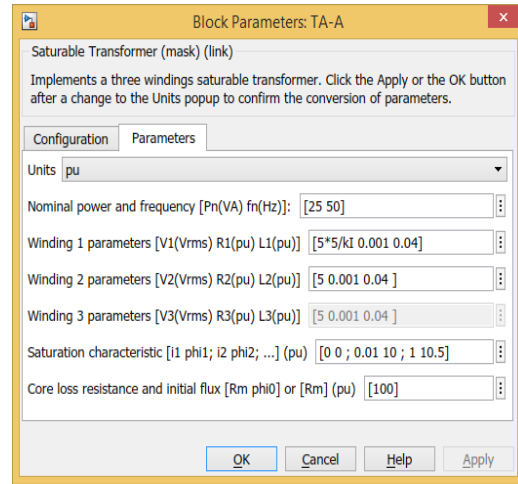 Block Parameters: TA-A
x
Saturable Transformer (mask) (link)
Implements a three windings saturable transformer. Click the Apply or the OK button
after a change to the Units popup to confirm the conversion of parameters.
Configuration Parameters
Units pu
Nominal power and frequency [Pn(VA) fn(Hz)]: [25 50]
Winding 1 parameters [V1(Vrms) R1(pu) L1(pu)] [5*5/kI 0.001 0.04]
Winding 2 parameters [V2(Vrms) R2(pu) L2(pu)] [5 0.001 0.04 ]
Winding 3 parameters [V3(Vrms) R3(pu) L3(pu)] [5 0.001 0.04 ]
Saturation characteristic [i1 phi1; i2 phi2; ...] (pu) [0 0 ; 0.01 10 ; 1 10.5]
Core loss resistance and initial flux [Rm phi0] or [Rm] (pu) [100]
OK Cancel Help Apply